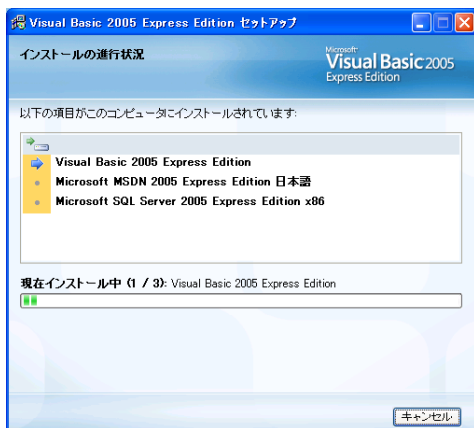 Visual Basic 2005 Express Edition セットアップ
インストールの進行状況
Microsoft
Visual Basic 2005
Express Edition
以下の項目がこのコンピュータにインストールされています:
Visual Basic 2005 Express Edition
Microsoft MSDN 2005 Express Edition 日本語
Microsoft SQL Server 2005 Express Edition x86
現在インストール中 (1 / 3): Visual Basic 2005 Express Edition
キャンセル